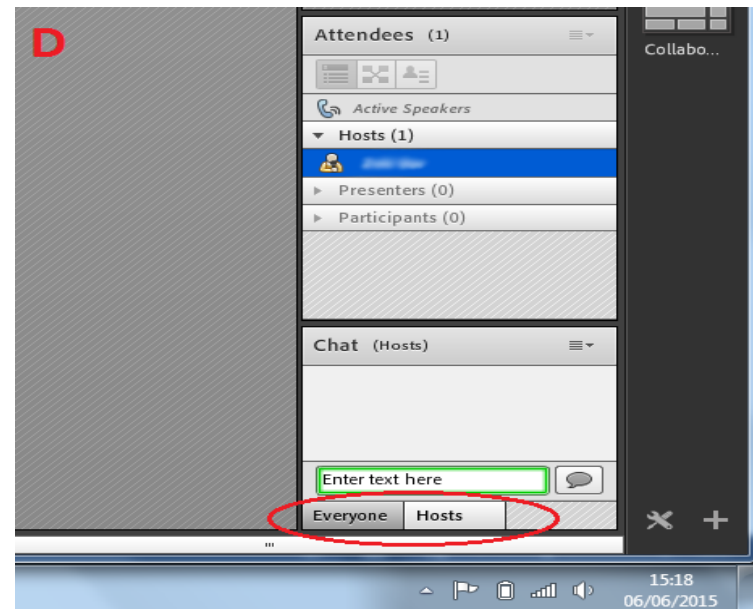 D
Attendees (1)
Collabo...
Active Speakers
Hosts (1)
Presenters (0)
Participants (0)
Chat (Hosts)
Enter text here
Everyone Hosts
15:18
06/06/2015